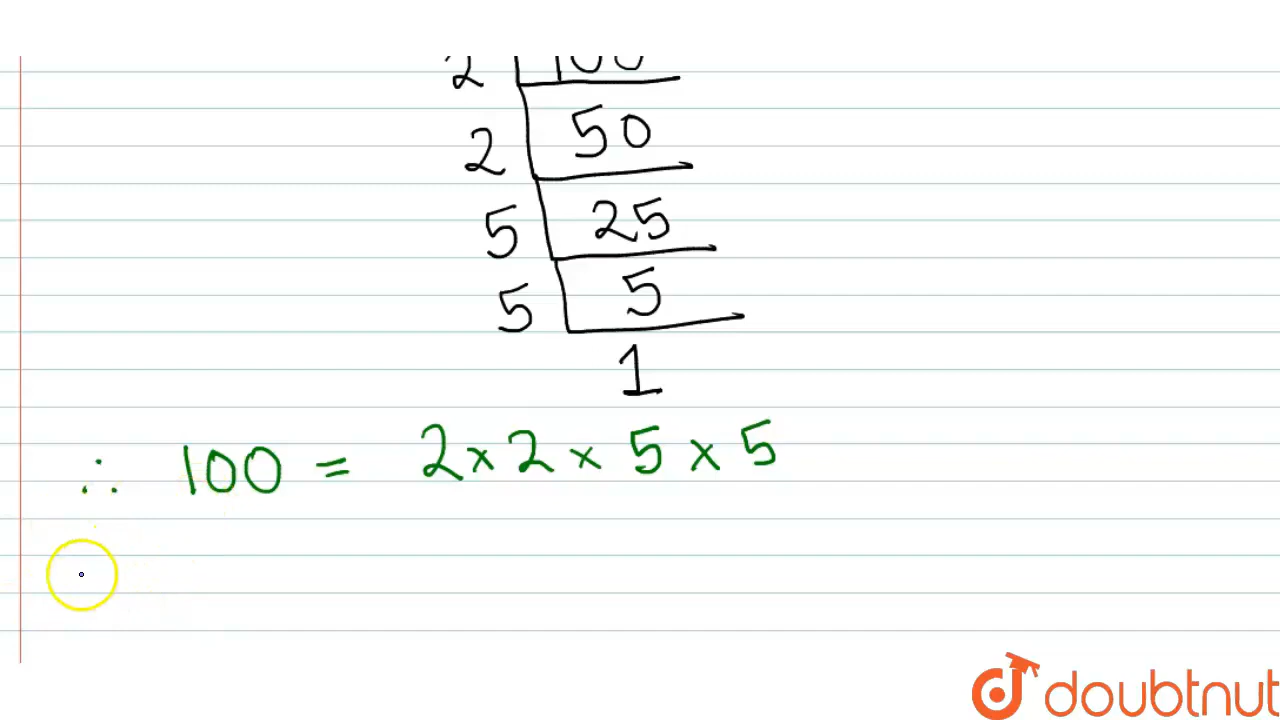 2 100
2 50
5 25
5 5
1
∴ 100 = 2 × 2 × 5 × 5
doubtnut